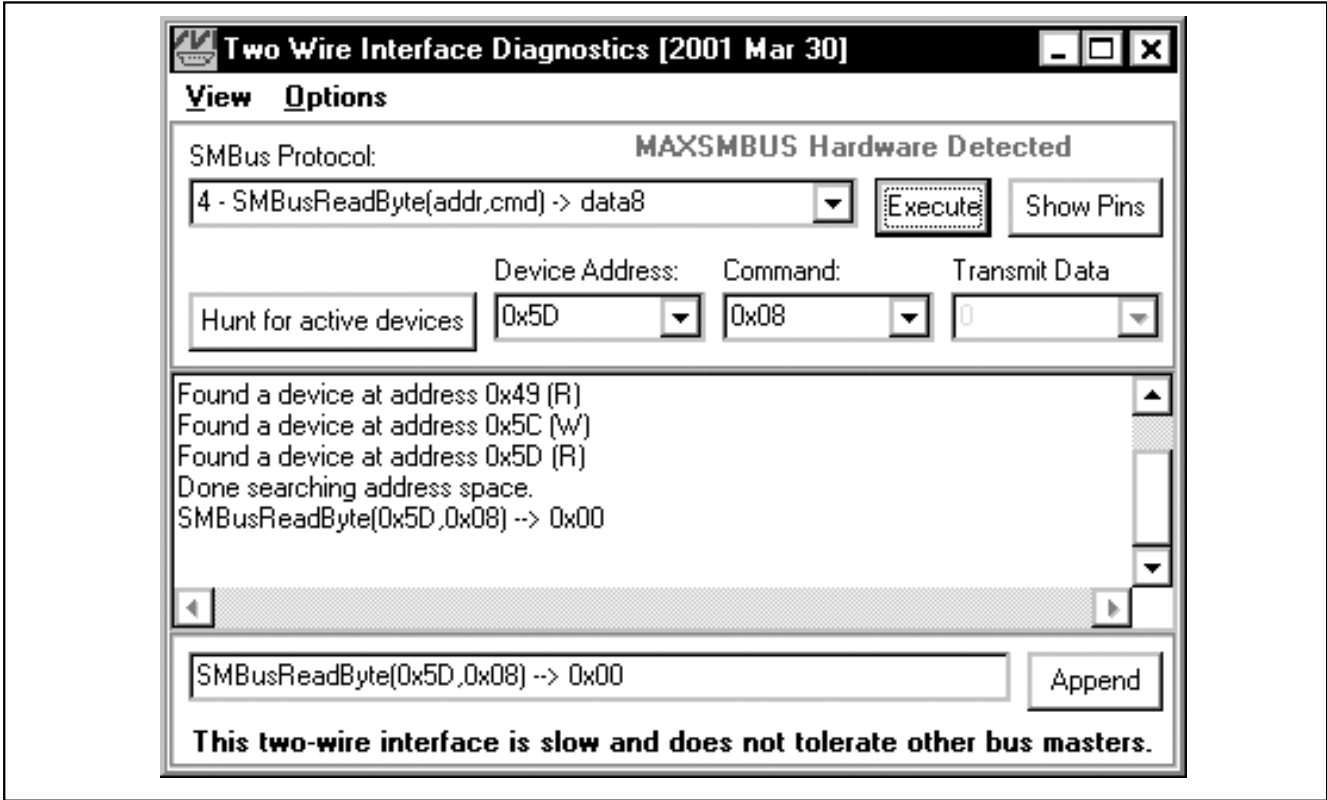 Two Wire Interface Diagnostics [2001 Mar 30]
View Options
MAXSMBUS Hardware Detected
SMBus Protocol:
4 - SMBusReadByte(addr,cmd) -> data8
Execute
Show Pins
Device Address: Command: Transmit Data
Hunt for active devices
0x5D
0x08
0
Found a device at address 0x49 (R)
Found a device at address 0x5C (W)
Found a device at address 0x5D (R)
Done searching address space.
SMBusReadByte(0x5D,0x08) --> 0x00
SMBusReadByte(0x5D,0x08) --> 0x00
Append
This two-wire interface is slow and does not tolerate other bus masters.